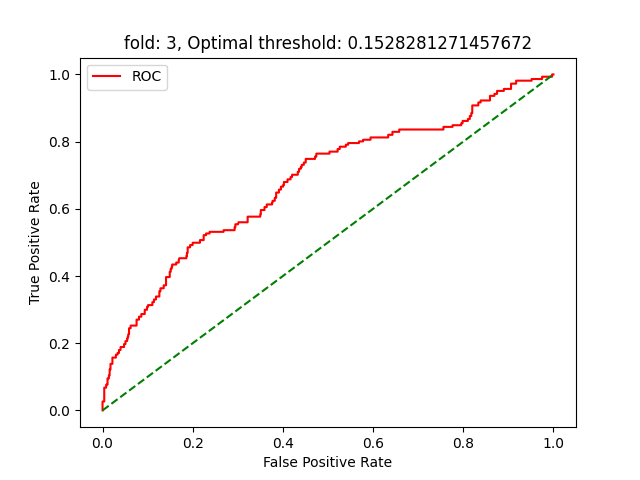 fold: 3, Optimal threshold: 0.1528281271457672
ROC
1.0
0.8
0.6
0.4
0.2
0.0
True Positive Rate
0.0 0.2 0.4 0.6 0.8 1.0
False Positive Rate